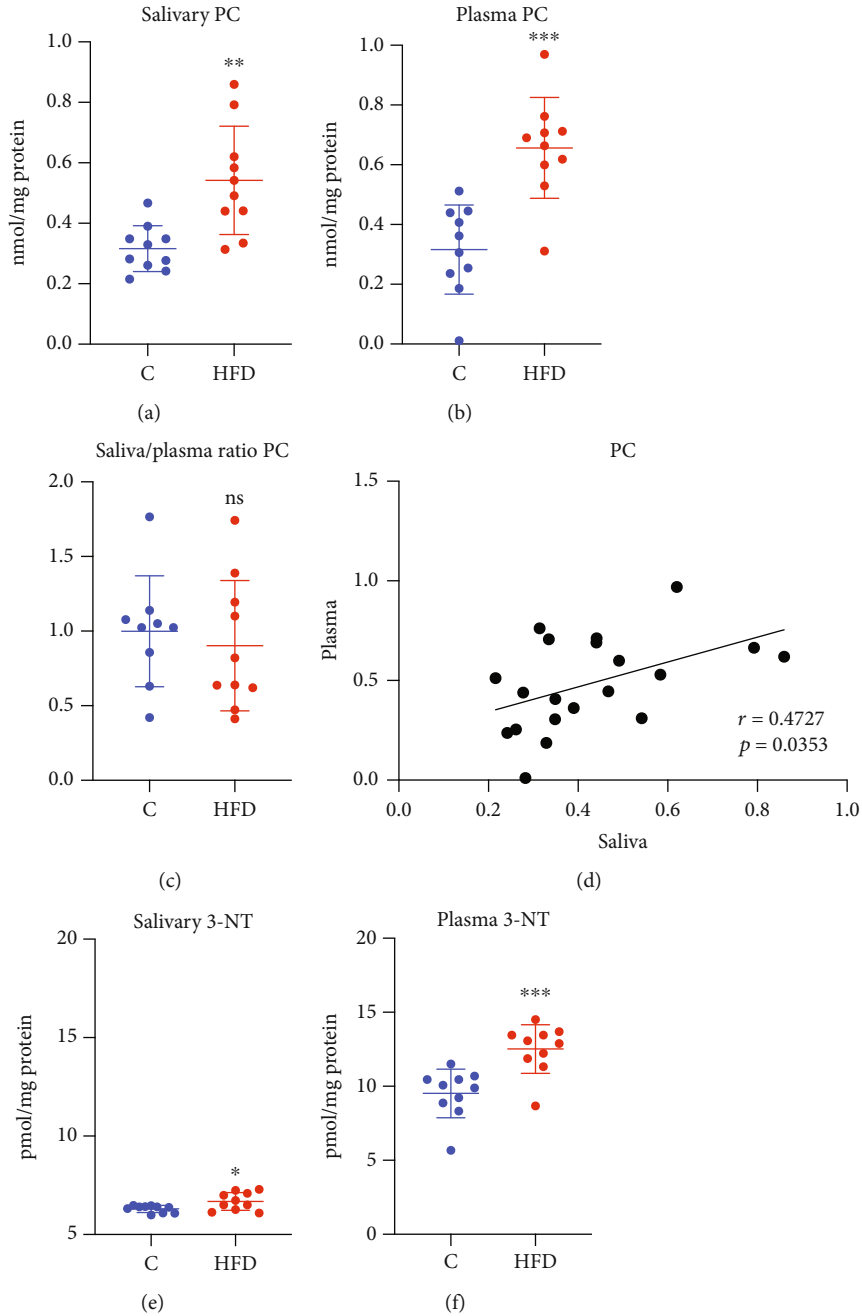 Salivary PC
nmol/mg protein
1.0
0.8
0.6
0.4
0.2
0.0
**
C
HFD
(a)
Plasma PC
nmol/mg protein
1.0
0.8
0.6
0.4
0.2
0.0
***
C
HFD
(b)
Saliva/plasma ratio PC
2.0
1.5
1.0
0.5
0.0
ns
C
HFD
(c)
PC
Plasma
1.5
1.0
0.5
0.0
r = 0.4727
p = 0.0353
0.0 0.2 0.4 0.6 0.8 1.0
Saliva
(d)
Salivary 3-NT
pmol/mg protein
20
15
10
5
*
C
HFD
(e)
Plasma 3-NT
pmol/mg protein
20
15
10
5
0
***
C
HFD
(f)